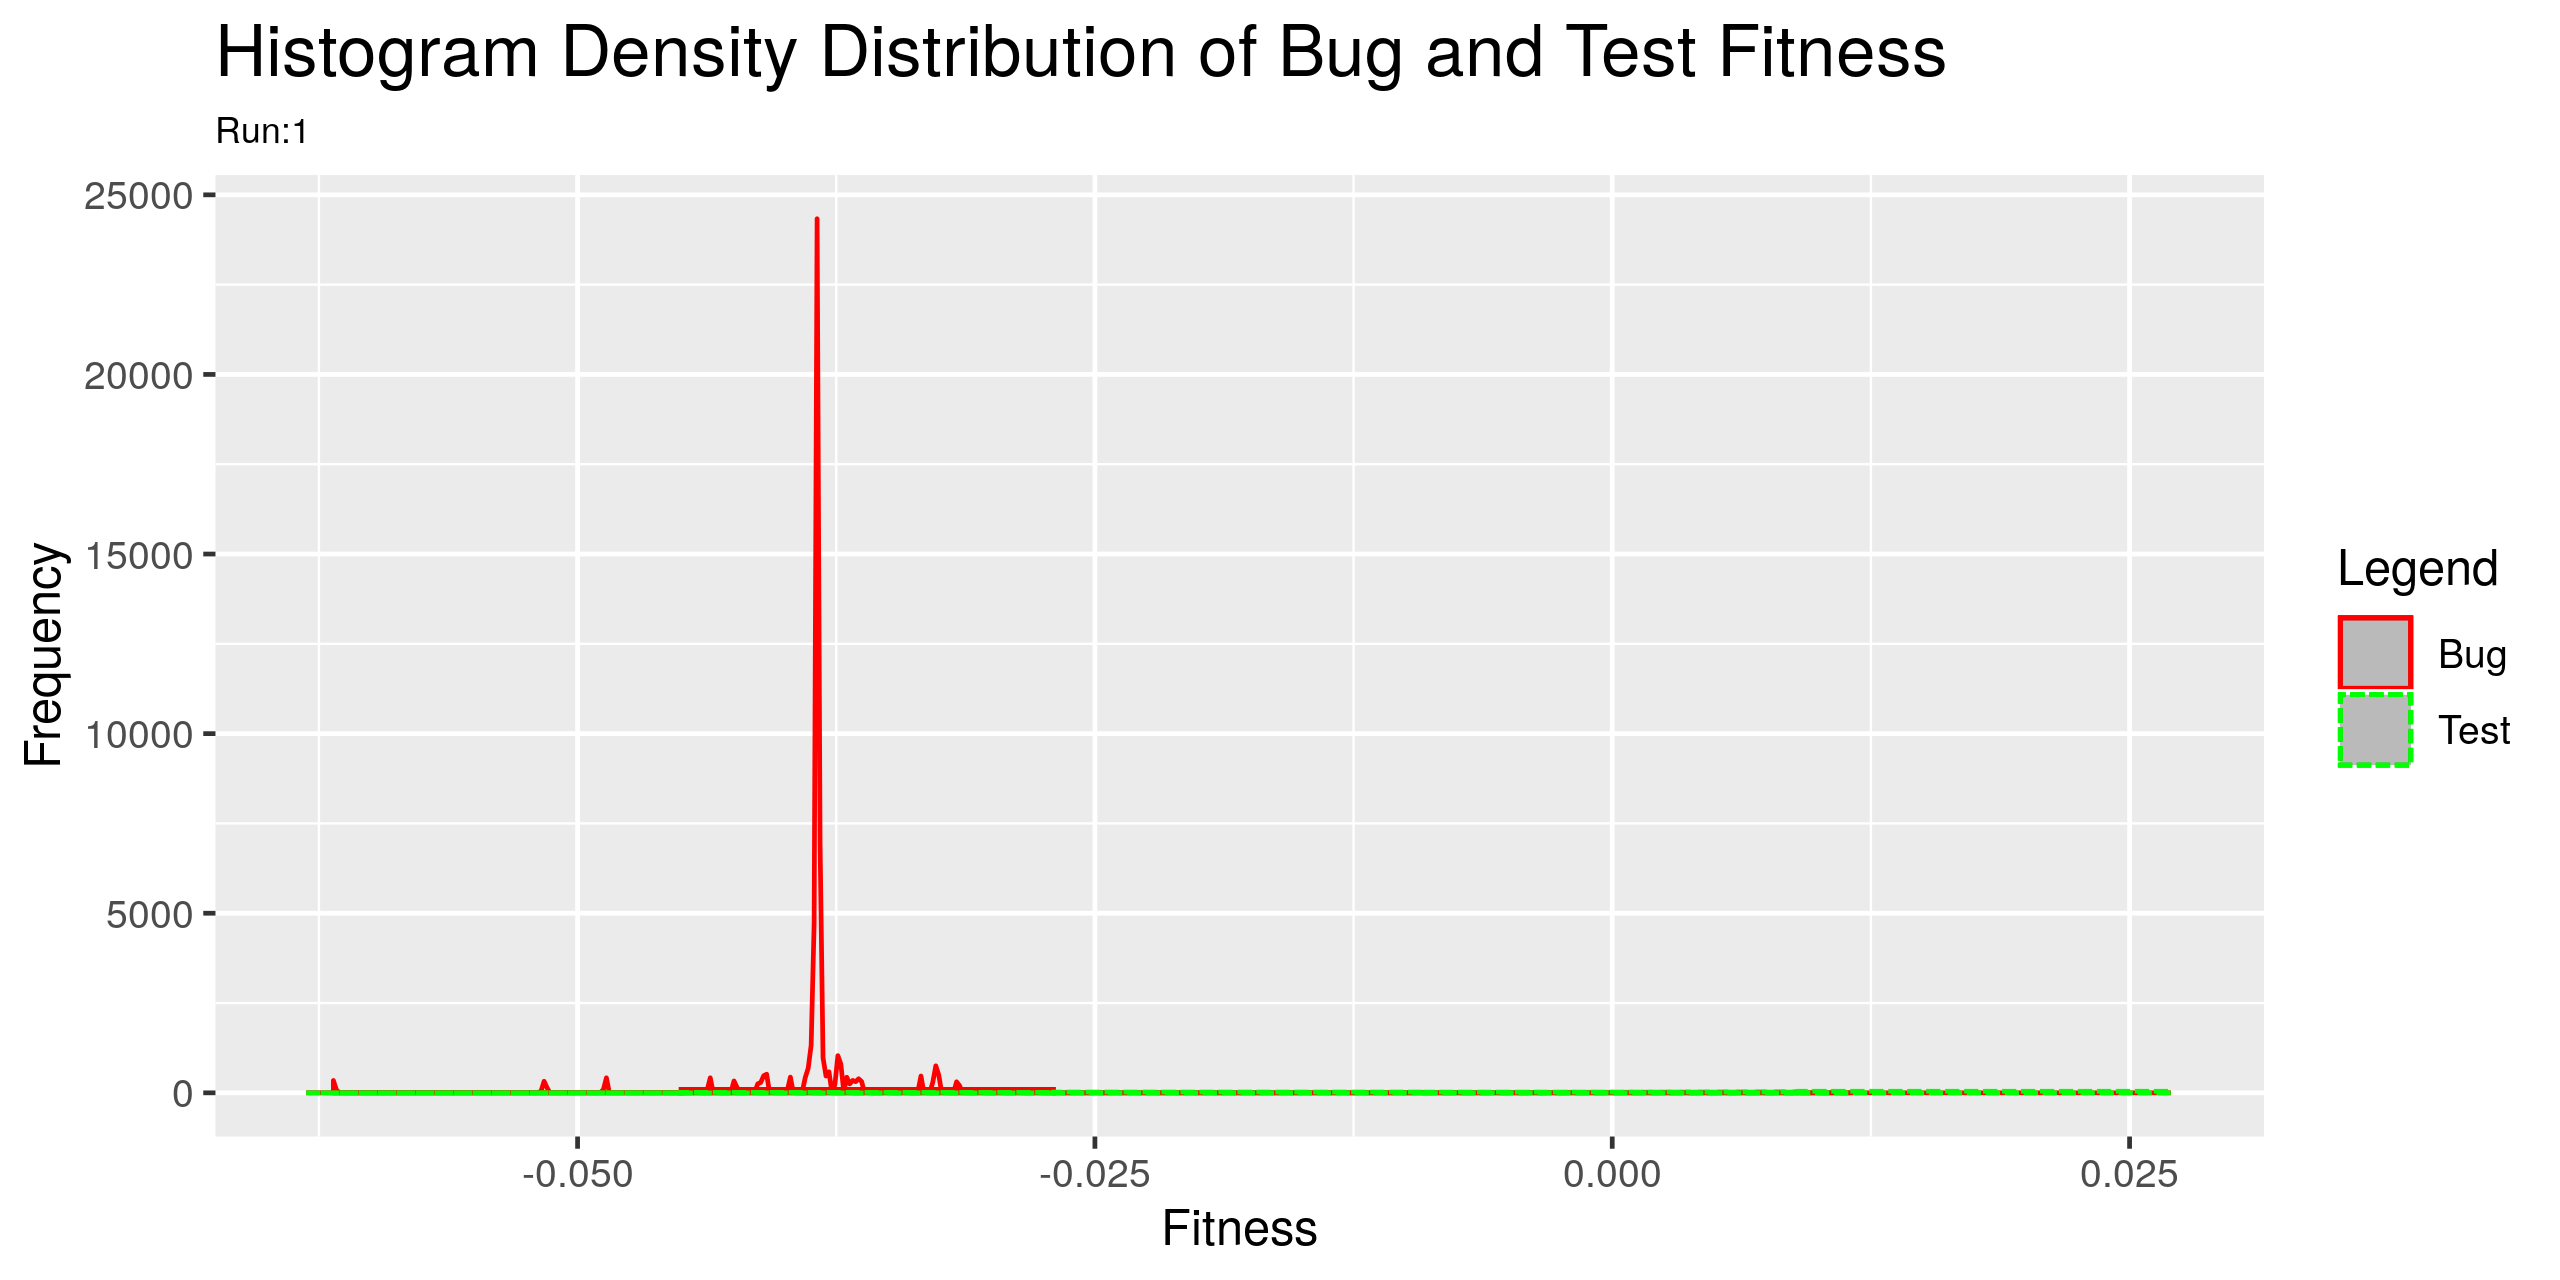 Histogram Density Distribution of Bug and Test Fitness
Run:1
25000
20000
15000
10000
5000
0
Frequency
-0.050
-0.025
0.000
0.025
Fitness
Legend
Bug
Test